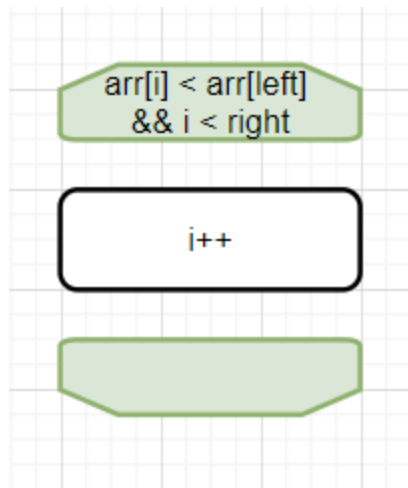 arr[i] < arr[left]
&& i < right
i++